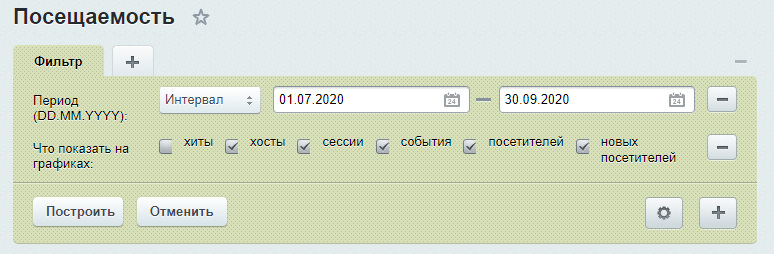 Посещаемость
Фильтр
Период (DD.MM.YYYY): Интервал 01.07.2020 — 30.09.2020
Что показать на графиках: хиты хосты сессии события посетителей новых посетителей
Построить Отменить